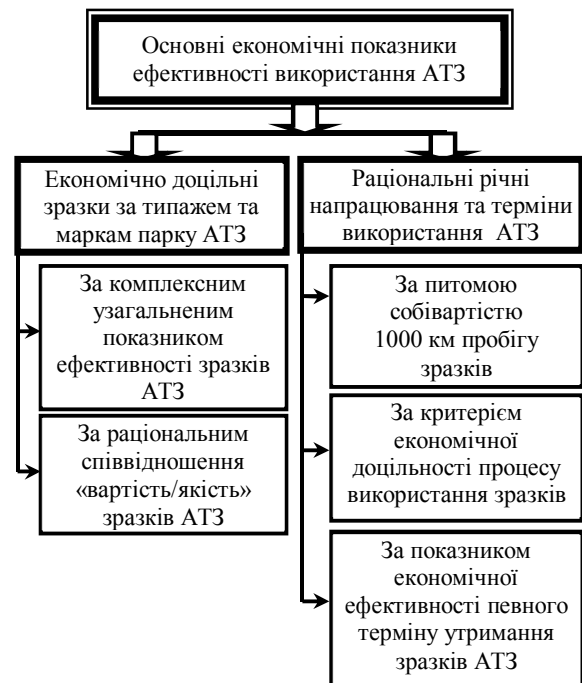 Основні економічні показники
ефективності використання АТЗ
Економічно доцільні
зразки за типажем та
маркам парку АТЗ
За комплексним
узагальненим
показником
ефективності зразків
АТЗ
За раціональним
співвідношення
«вартість/якість»
зразків АТЗ
Раціональні річні
напрацювання та терміни
використання АТЗ
За питомою
собівартістю
1000 км пробігу
зразків
За критерієм
економічної
доцільності процесу
використання зразків
За показником
економічної
ефективності певного
терміну утримання
зразків АТЗ